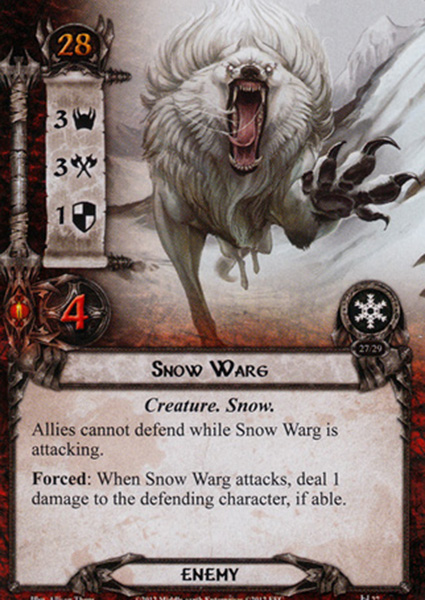 28
3
3
1
4
27/29
Snow Warg
Creature. Snow.
Allies cannot defend while Snow Warg is
attacking.
Forced: When Snow Warg attacks, deal 1
damage to the defending character, if able.
ENEMY